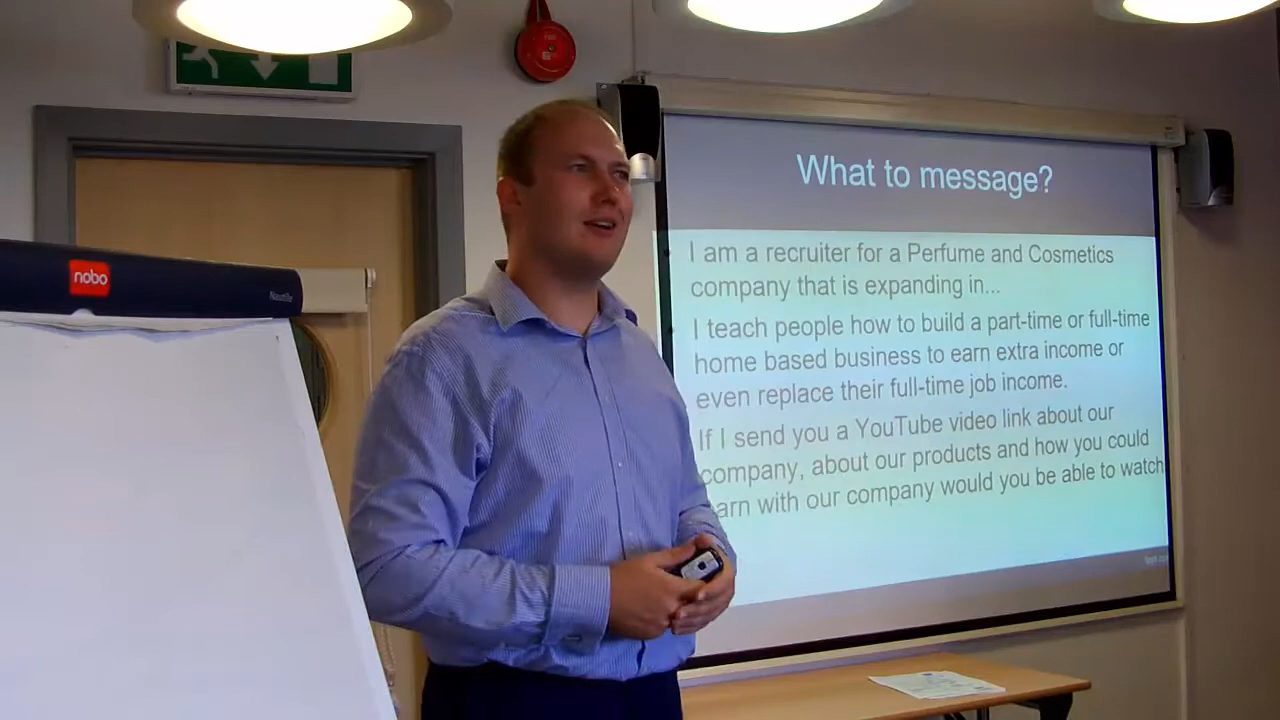 nobo
Nautile
What to message?
I am a recruiter for a Perfume and Cosmetics
company that is expanding in...
I teach people how to build a part-time or full-time
home based business to earn extra income or
even replace their full-time job income.
If I send you a YouTube video link about our
company, about our products and how you could
earn with our company would you be able to watch